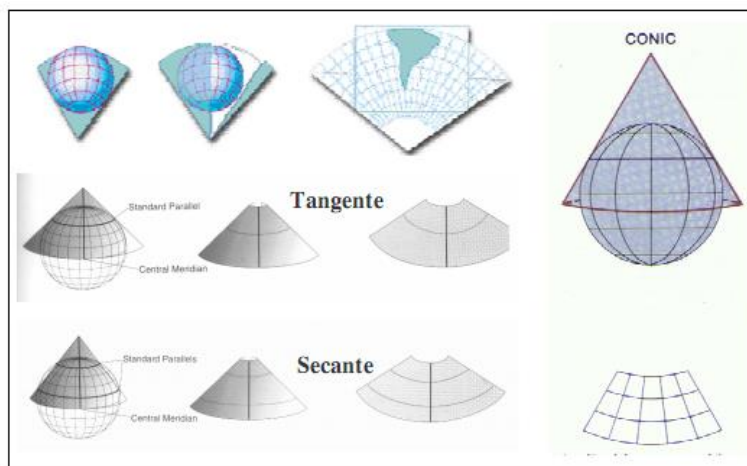 CONIC
Tangente
Standard Parallel
Central Meridian
Secante
Standard Parallels
Central Meridian